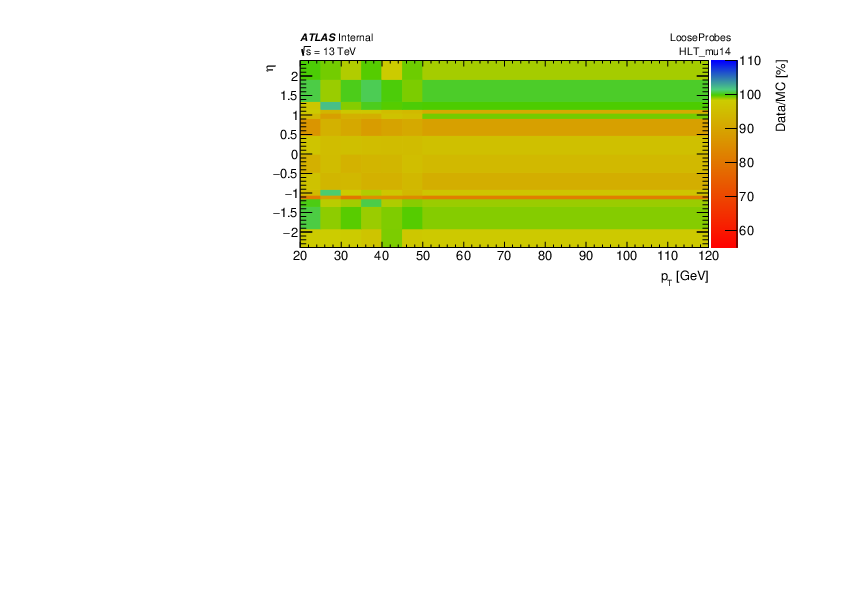 ATLAS Internal
LooseProbes
√s = 13 TeV
HLT_mu14
η
2
1.5
1
0.5
0
−0.5
−1
−1.5
−2
20 30 40 50 60 70 80 90 100 110 120
p_T [GeV]
110
100
90
80
70
60
Data/MC [%]